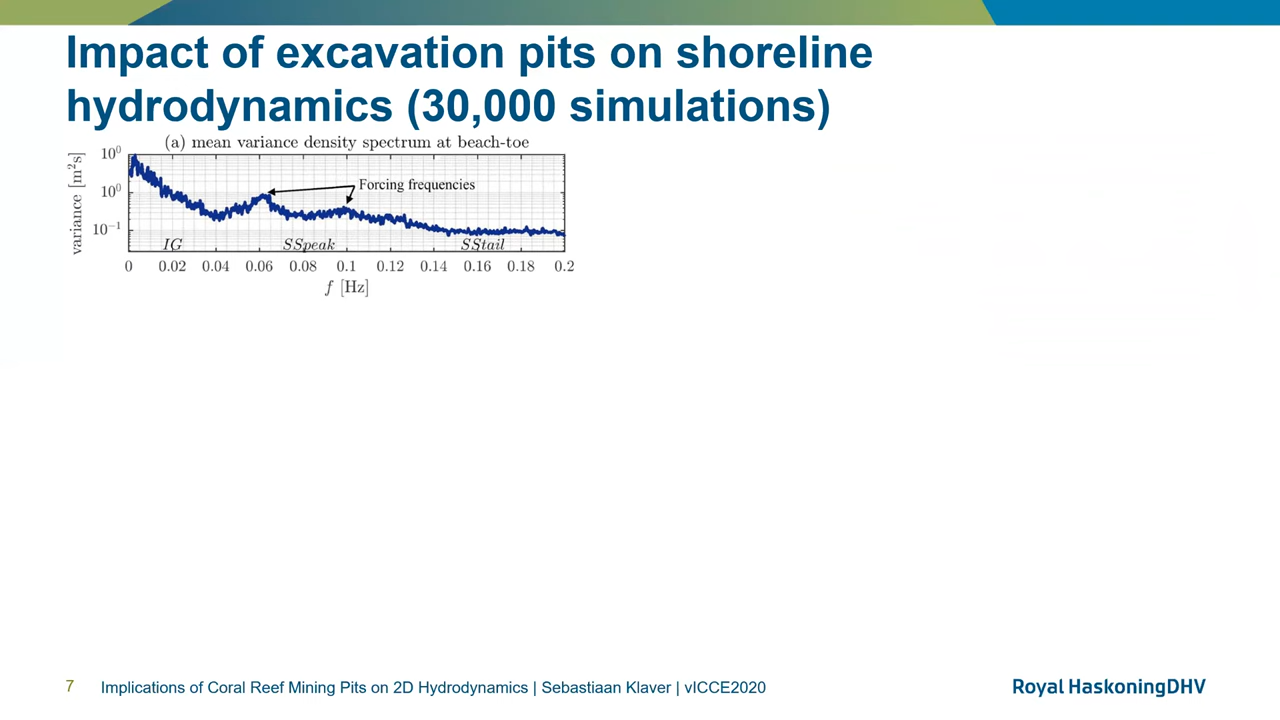 Impact of excavation pits on shoreline
hydrodynamics (30,000 simulations)
(a) mean variance density spectrum at beach-toe
variance [m²s]
10⁰
10⁰
10⁻¹
Forcing frequencies
IG SSpeak SStail
0 0.02 0.04 0.06 0.08 0.1 0.12 0.14 0.16 0.18 0.2
f [Hz]
7 Implications of Coral Reef Mining Pits on 2D Hydrodynamics | Sebastiaan Klaver | vICCE2020
Royal HaskoningDHV